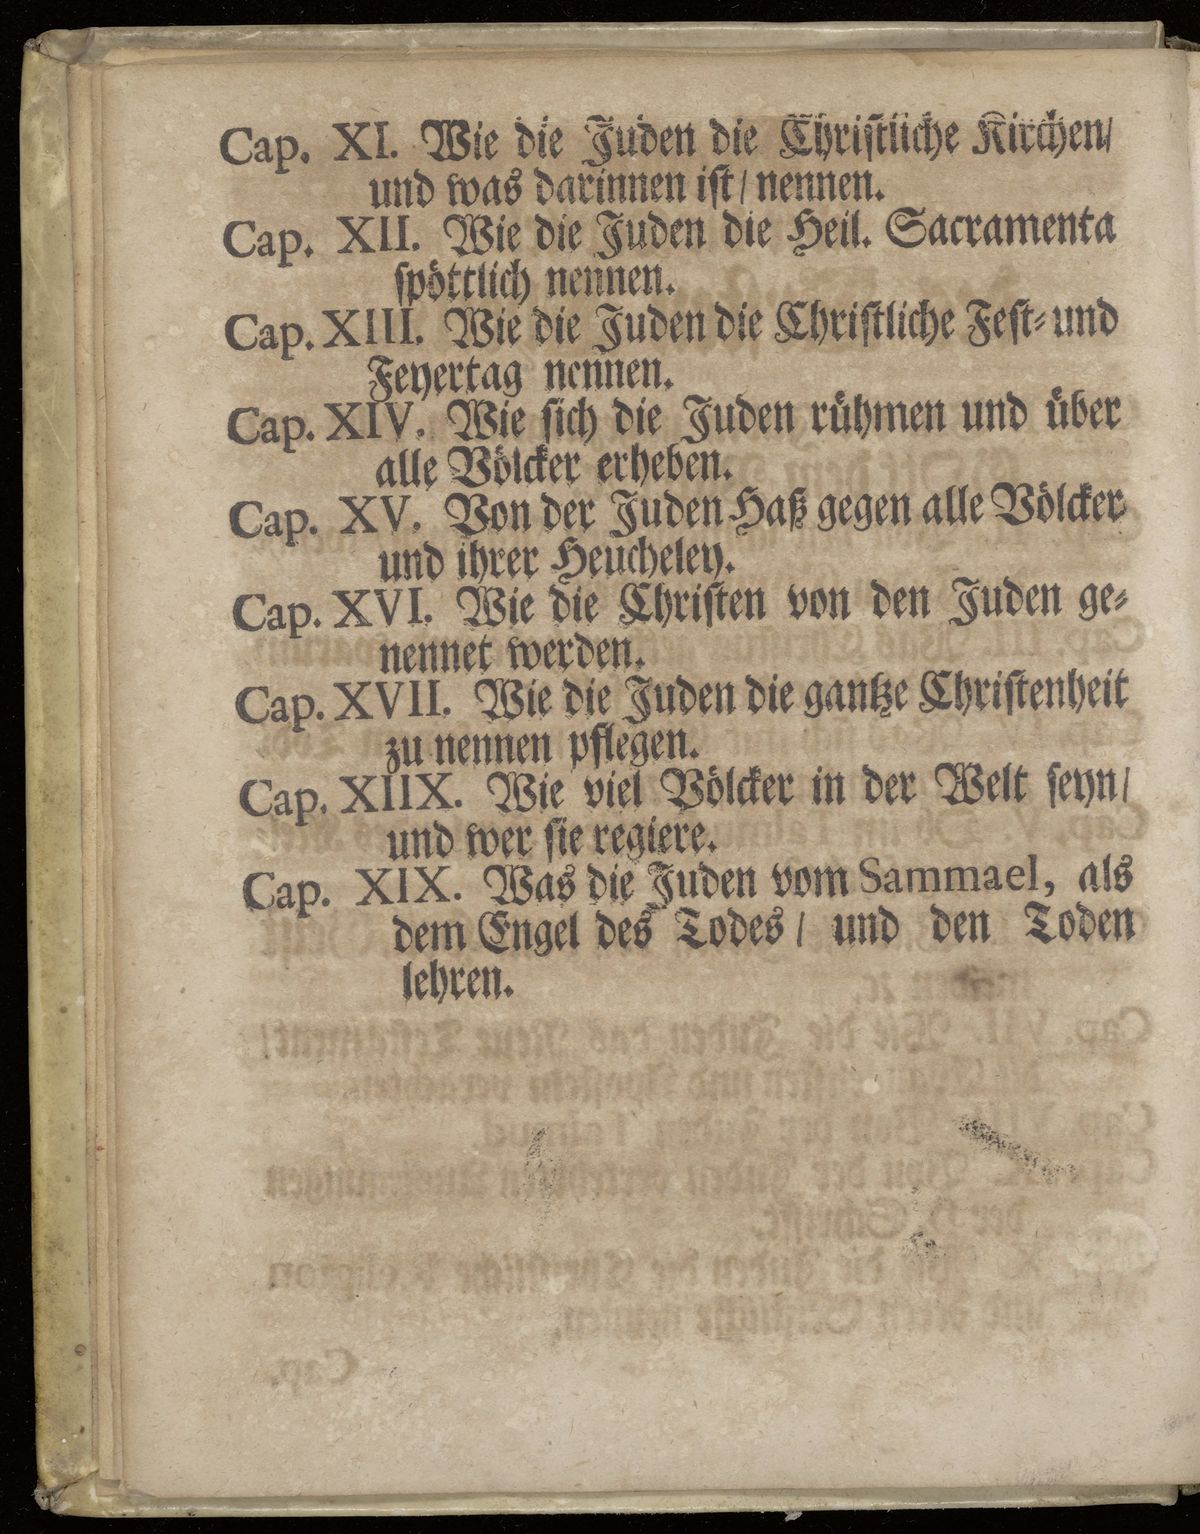 Cap. XI. Wie die Juden die Christliche Kirchen/
und was darinnen ist/ nennen.
Cap. XII. Wie die Juden die Heil. Sacramenta
spöttlich nennen.
Cap. XIII. Wie die Juden die Christliche Fest- und
Feyertag nennen.
Cap. XIV. Wie sich die Juden rühmen und über
alle Völcker erheben.
Cap. XV. Von der Juden Haß gegen alle Völcker
und ihrer Heucheley.
Cap. XVI. Wie die Christen von den Juden ge-
nennet werden.
Cap. XVII. Wie die Juden die gantze Christenheit
zu nennen pflegen.
Cap. XIIX. Wie viel Völcker in der Welt seyn/
und wer sie regiere.
Cap. XIX. Was die Juden vom Sammael, als
dem Engel des Todes/ und den Toden
lehren.